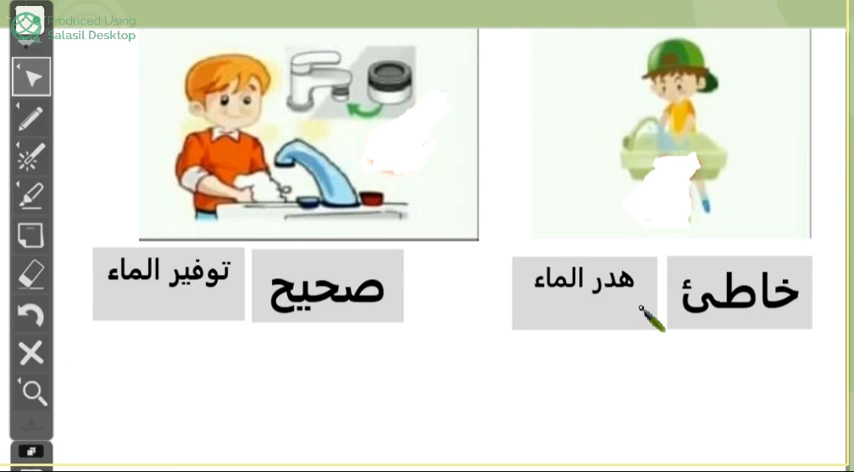 Produced Using
Salasil Desktop
خاطئ
هدر الماء
صحيح
توفير الماء